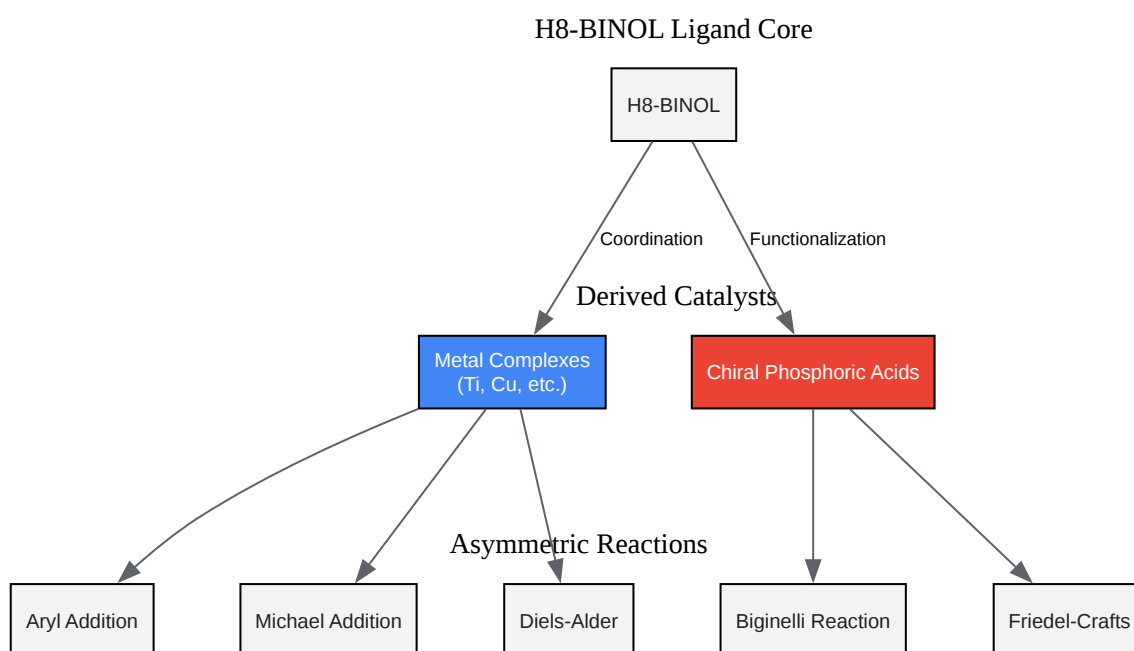 H8-BINOL Ligand Core
H8-BINOL
Coordination
Functionalization
Derived Catalysts
Metal Complexes
(Ti, Cu, etc.)
Chiral Phosphoric Acids
Asymmetric Reactions
Aryl Addition
Michael Addition
Diels-Alder
Biginelli Reaction
Friedel-Crafts